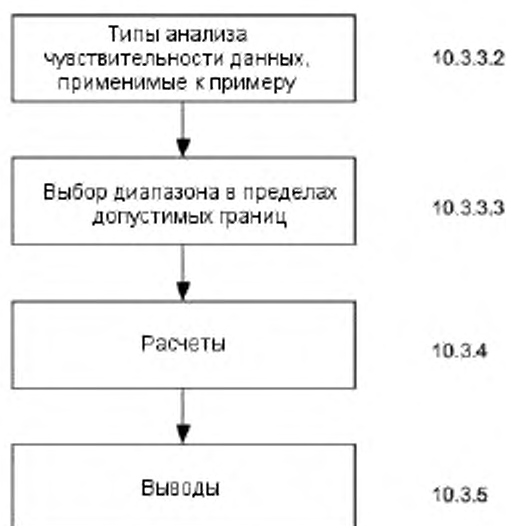 Типы анализа
чувствительности данных,
применимые к примеру
10.3.3.2
Выбор диапазона в пределах
допустимых границ
10.3.3.3
Расчеты
10.3.4
Выводы
10.3.5